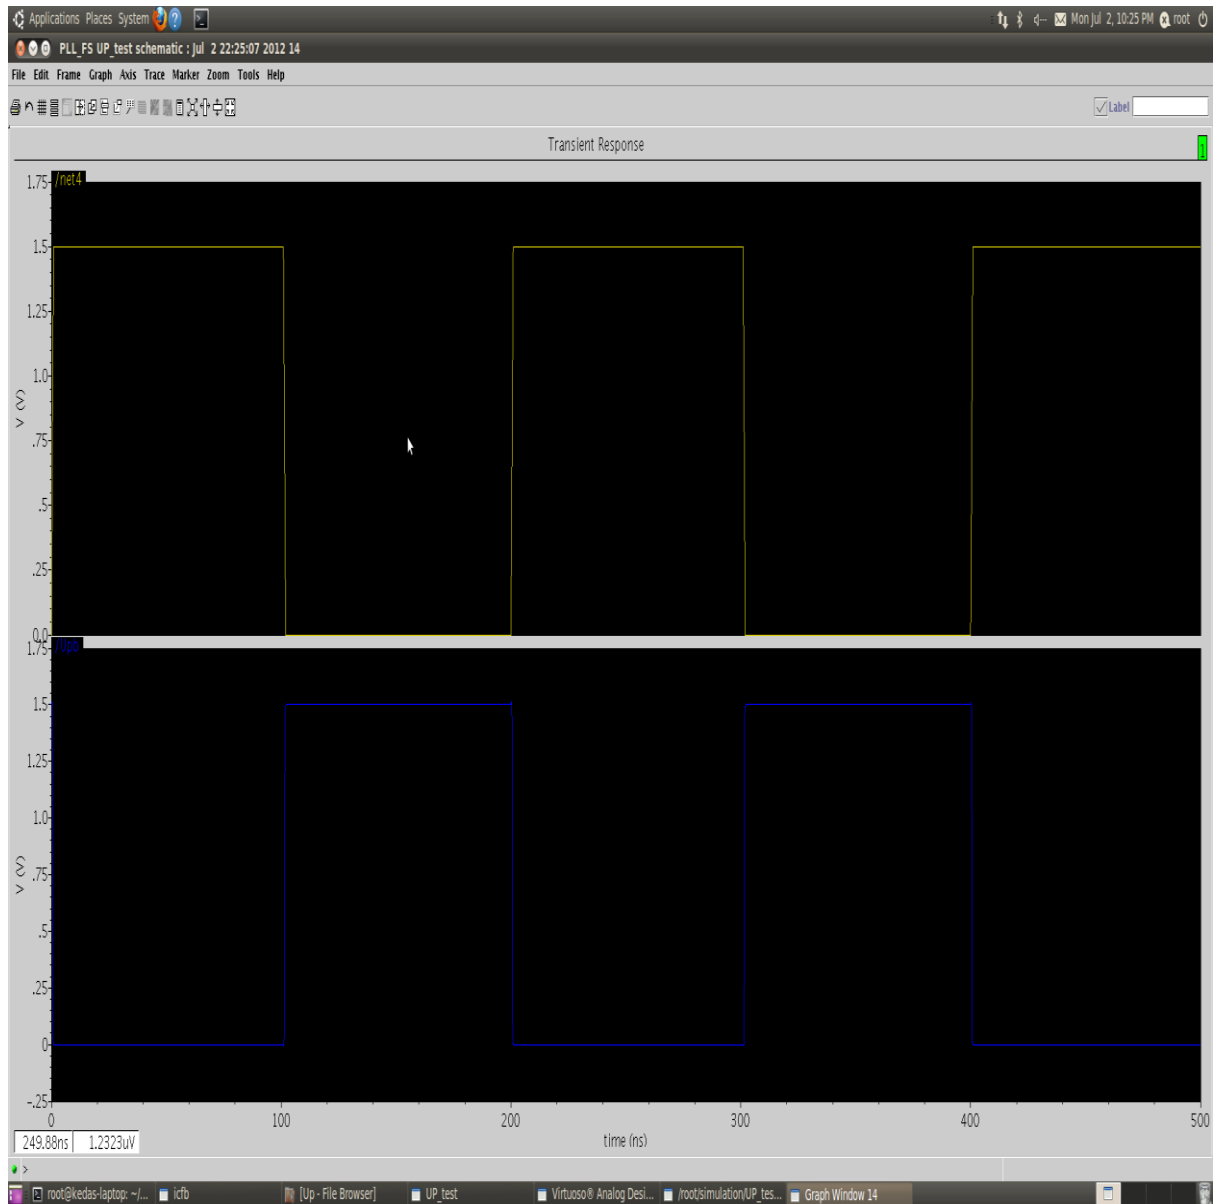 Applications Places System Mon Jul 2, 10:25 PM root
PLL_FS UP_test schematic : Jul 2 22:25:07 2012 14
File Edit Frame Graph Axis Trace Marker Zoom Tools Help
Label
Transient Response
1
/net4
1.75
1.5
1.25
1.0
.75
.5
.25
0.0
V (V)
/Upb
1.75
1.5
1.25
1.0
.75
.5
.25
0
-.25
V (V)
0 100 200 300 400 500
time (ns)
249.88ns 1.2323uV
>
root@kedas-laptop: ~/... icfb [Up - File Browser] UP_test Virtuoso® Analog Desi... /root/simulation/UP_tes... Graph Window 14